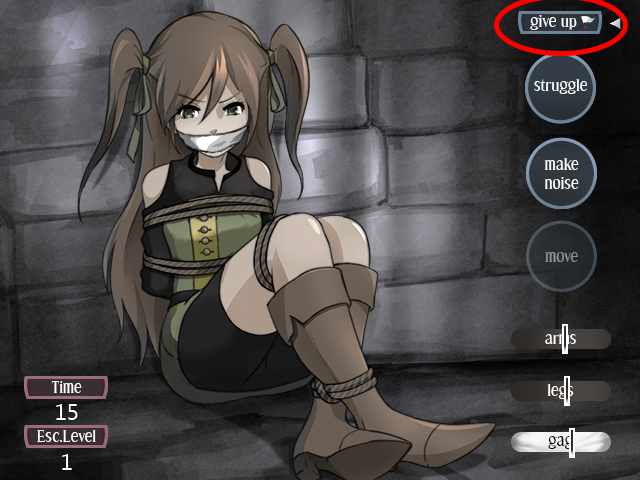 give up
struggle
make
noise
move
arms
legs
gag
Time
15
Esc.Level
1